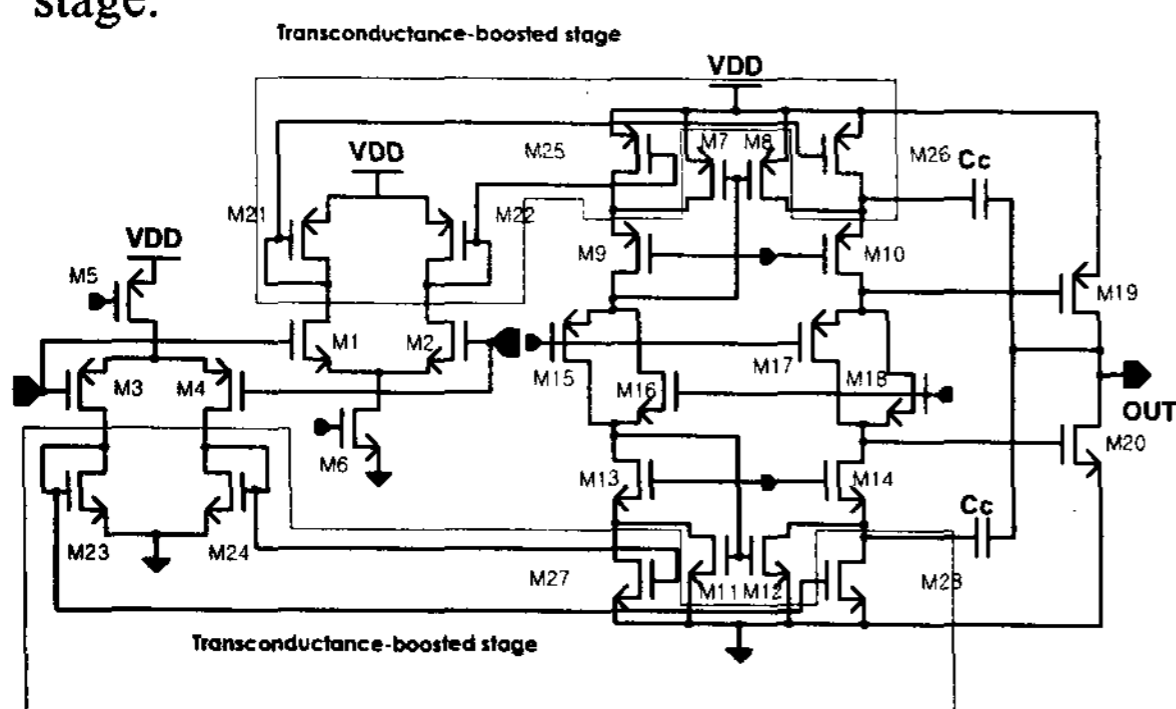 stage.
Transconductance-boosted stage
VDD
M25
M7
M8
M26
Cc
VDD
M21
M22
VDD
M9
M10
M5
M19
M1
M2
M3
M4
M15
M16
M17
M18
OUT
M6
M20
M13
M14
Cc
M23
M24
M27
M11
M12
M28
Transconductance-boosted stage